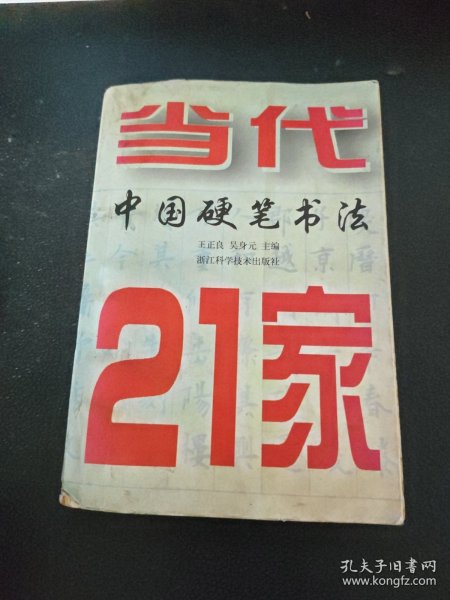 当代
中国硬笔书法
王正良 吴身元 主编
浙江科学技术出版社
21家
孔夫子旧书网
www.kongfz.com